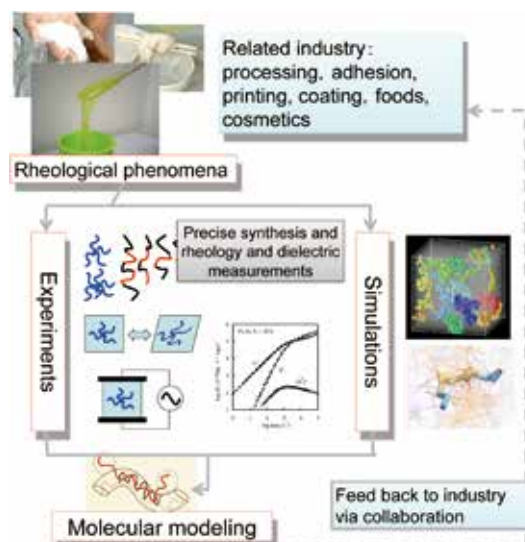 Related industry:
processing, adhesion,
printing, coating, foods,
cosmetics
Rheological phenomena
Experiments
Precise synthesis and
rheology and dielectric
measurements
Simulations
Molecular modeling
Feed back to industry
via collaboration